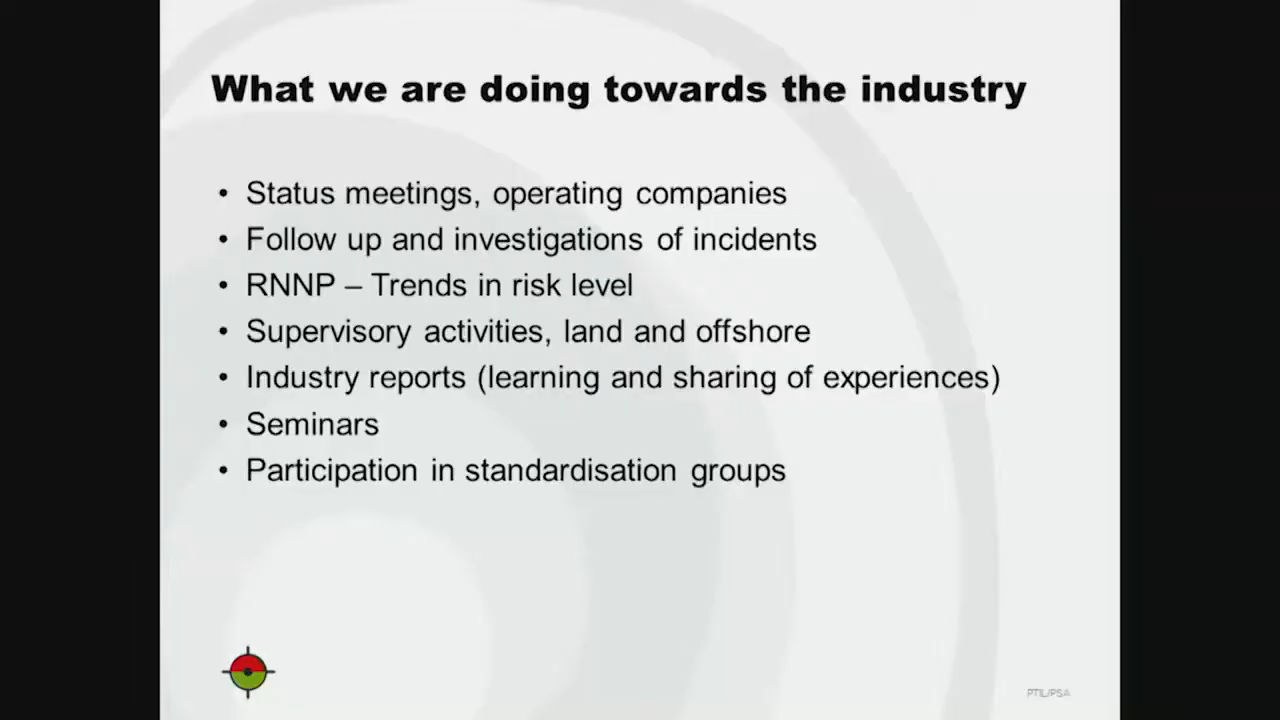 What we are doing towards the industry
• Status meetings, operating companies
• Follow up and investigations of incidents
• RNNP – Trends in risk level
• Supervisory activities, land and offshore
• Industry reports (learning and sharing of experiences)
• Seminars
• Participation in standardisation groups
PTIL/PSA